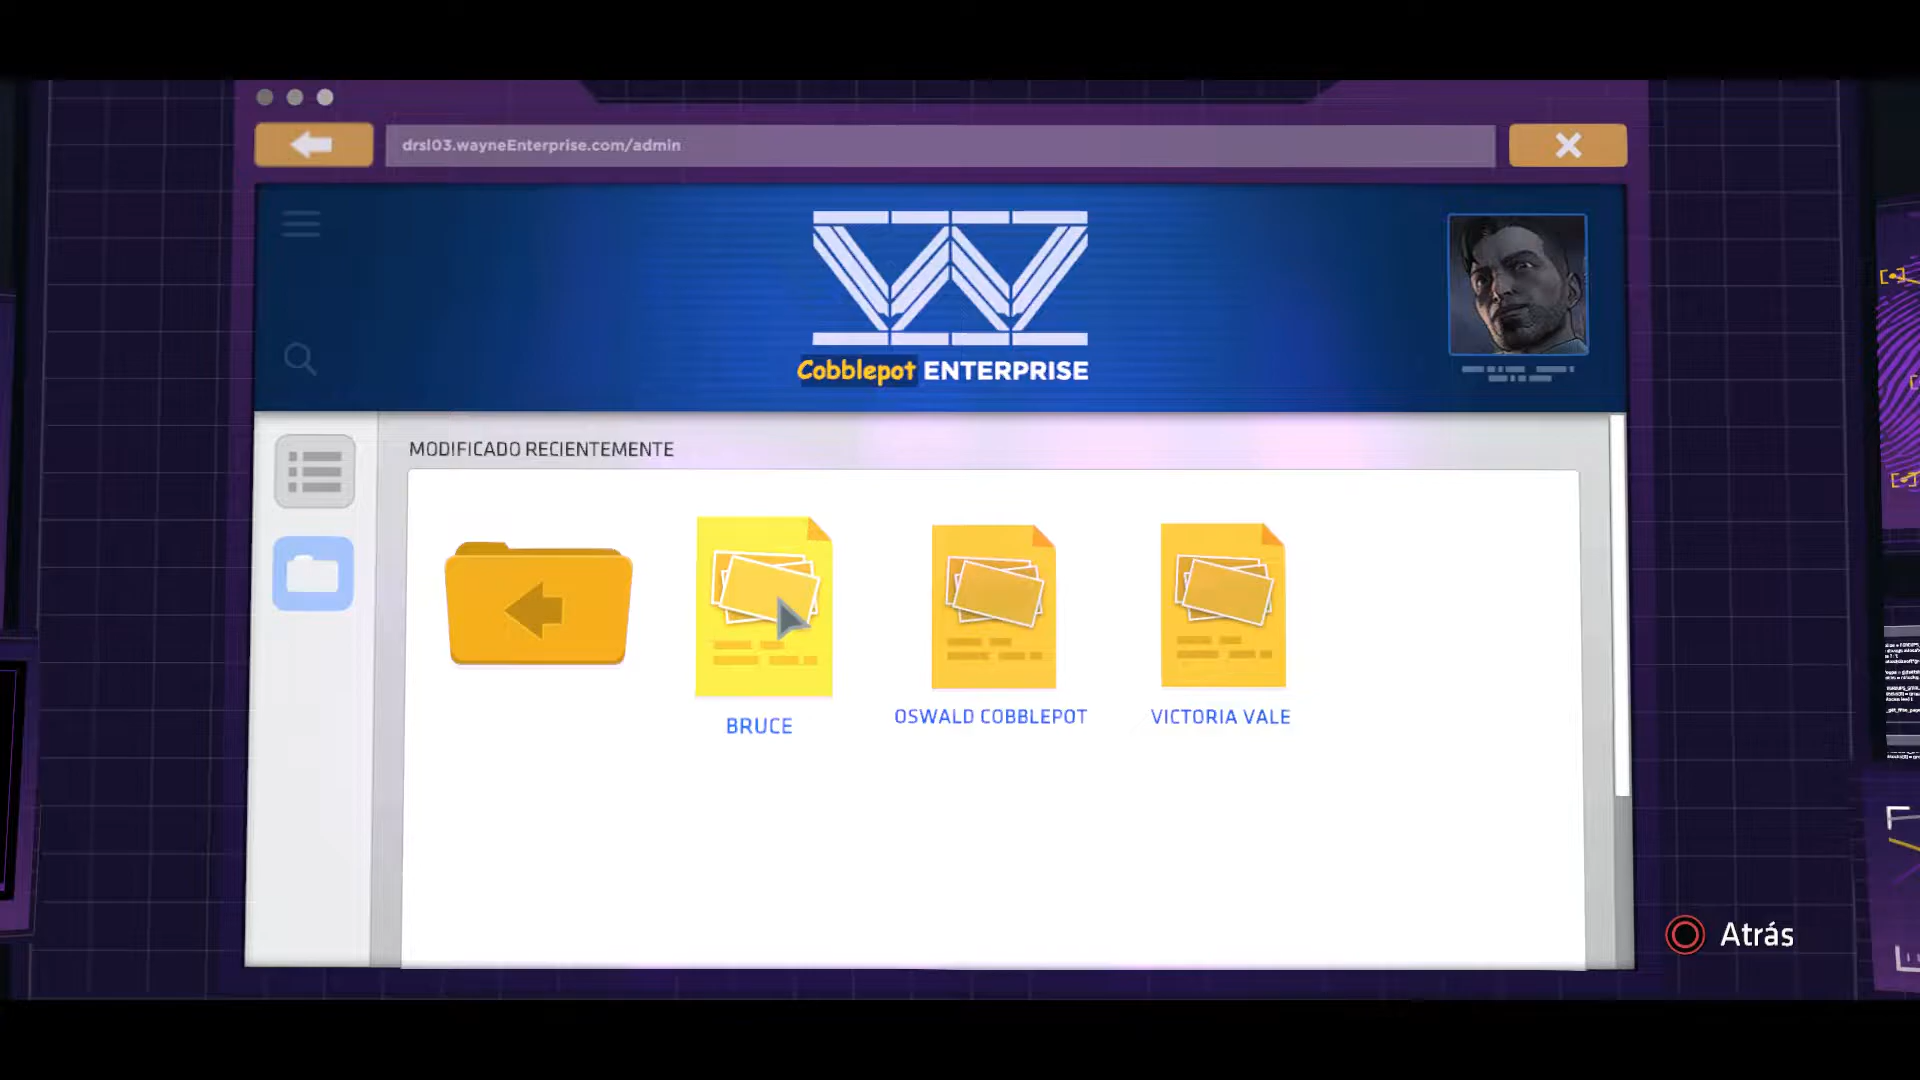 drsl03.wayneEnterprise.com/admin
Cobblepot ENTERPRISE
MODIFICADO RECIENTEMENTE
BRUCE
OSWALD COBBLEPOT
VICTORIA VALE
Atrás